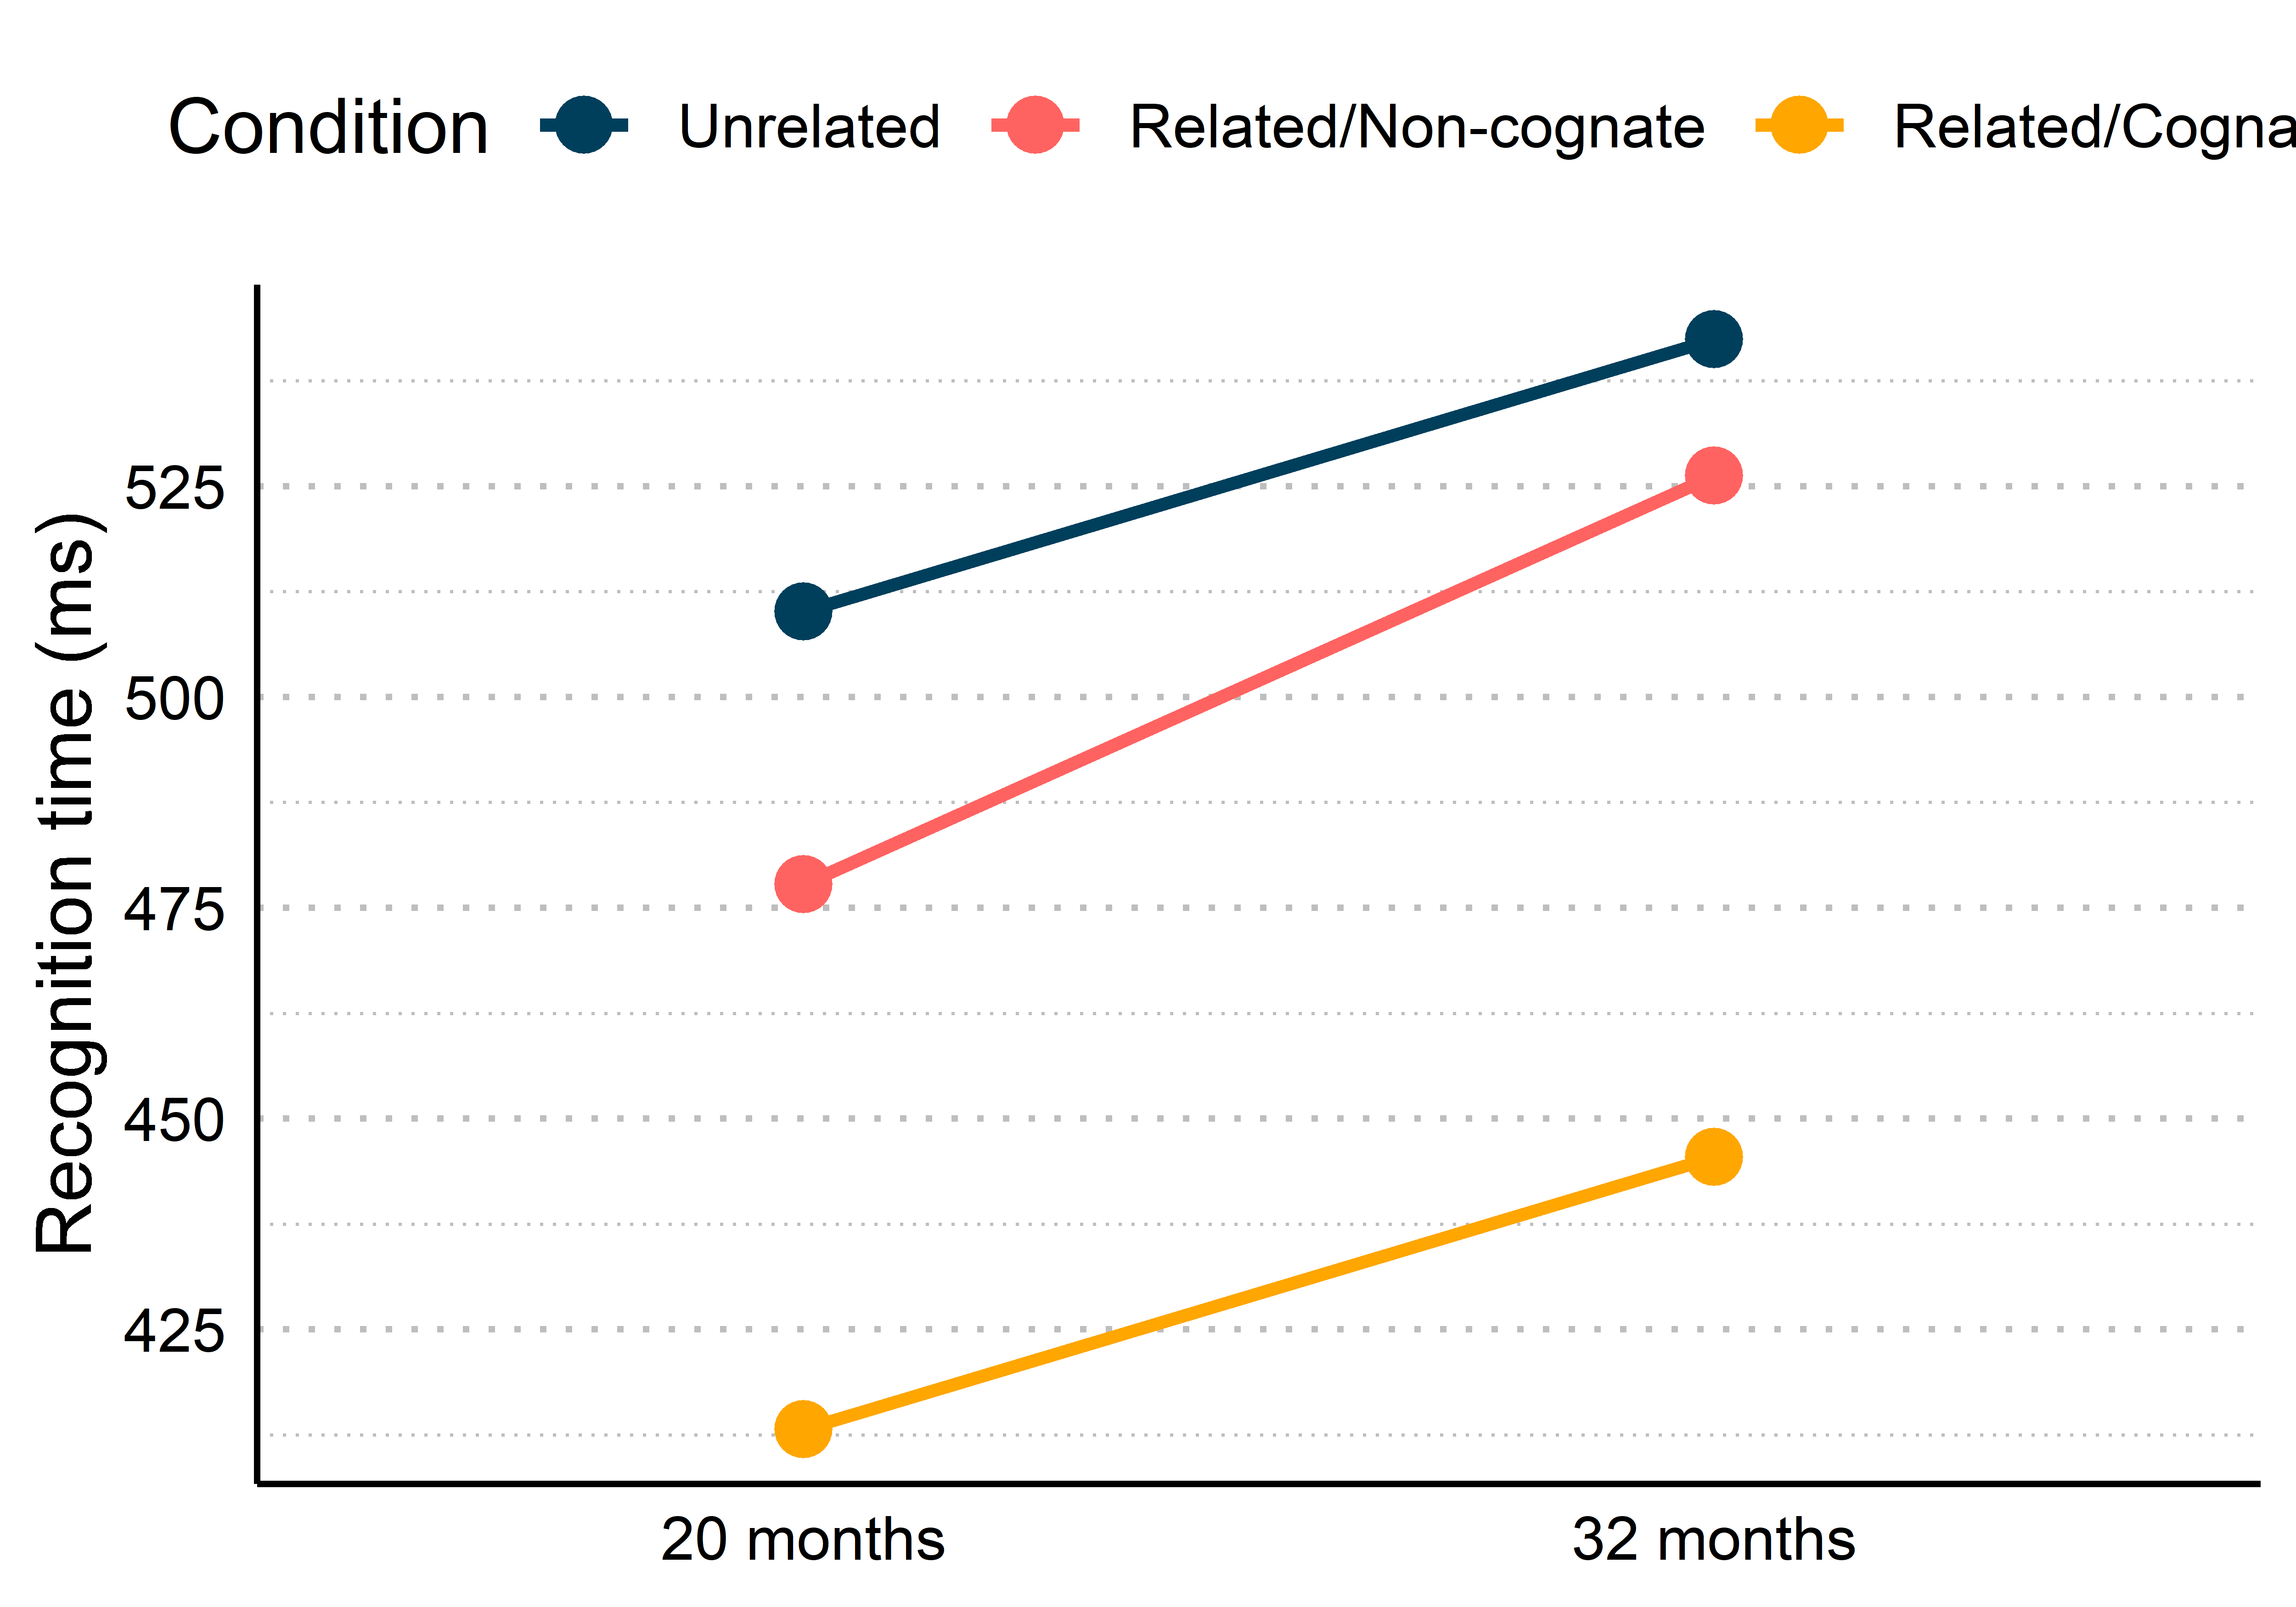 Condition Unrelated Related/Non-cognate Related/Cogna
Recognition time (ms)
525
500
475
450
425
20 months 32 months